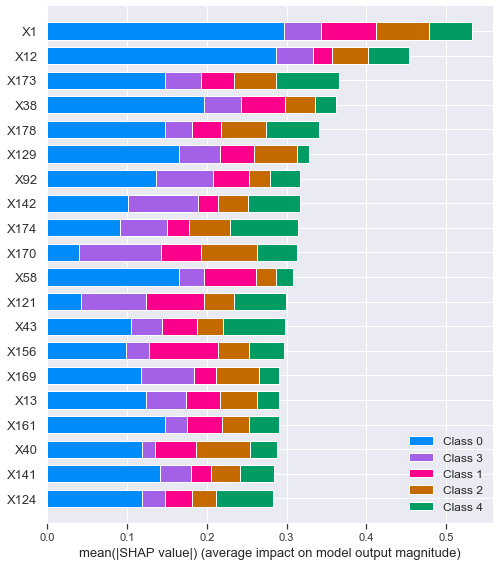 X1
X12
X173
X38
X178
X129
X92
X142
X174
X170
X58
X121
X43
X156
X169
X13
X161
X40
X141
X124
Class 0
Class 3
Class 1
Class 2
Class 4
0.0 0.1 0.2 0.3 0.4 0.5
mean(|SHAP value|) (average impact on model output magnitude)